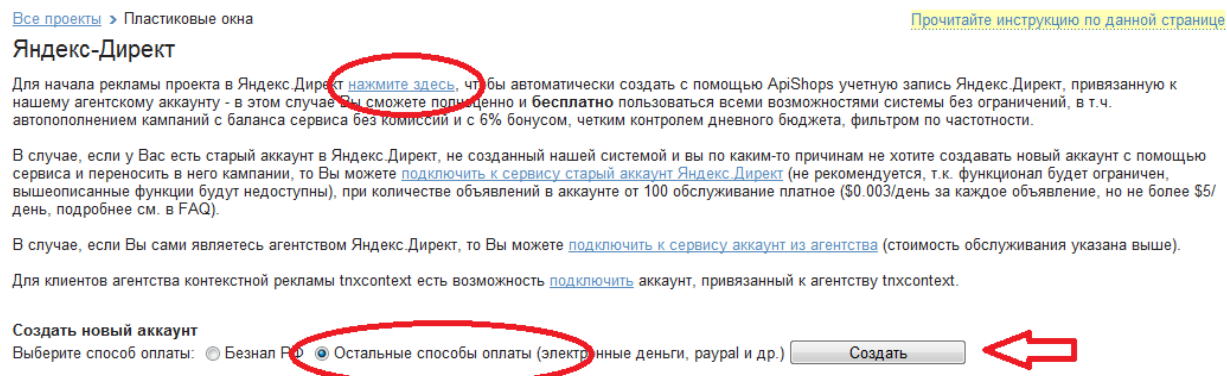 Все проекты > Пластиковые окна
Прочитайте инструкцию по данной странице
Яндекс-Директ
Для начала рекламы проекта в Яндекс.Директ нажмите здесь, чтобы автоматически создать с помощью ApiShops учетную запись Яндекс.Директ, привязанную к
нашему агентскому аккаунту - в этом случае Вы сможете полноценно и бесплатно пользоваться всеми возможностями системы без ограничений, в т.ч.
автопополнением кампаний с баланса сервиса без комиссий и с 6% бонусом, четким контролем дневного бюджета, фильтром по частотности.
В случае, если у Вас есть старый аккаунт в Яндекс.Директ, не созданный нашей системой и вы по каким-то причинам не хотите создавать новый аккаунт с помощью
сервиса и переносить в него кампании, то Вы можете подключить к сервису старый аккаунт Яндекс.Директ (не рекомендуется, т.к. функционал будет ограничен,
вышеописанные функции будут недоступны), при количестве объявлений в аккаунте от 100 обслуживание платное ($0.003/день за каждое объявление, но не более $5/
день, подробнее см. в FAQ).
В случае, если Вы сами являетесь агентством Яндекс.Директ, то Вы можете подключить к сервису аккаунт из агентства (стоимость обслуживания указана выше).
Для клиентов агентства контекстной рекламы tnxcontext есть возможность подключить аккаунт, привязанный к агентству tnxcontext.
Создать новый аккаунт
Выберите способ оплаты: Безнал РФ Остальные способы оплаты (электронные деньги, paypal и др.) Создать